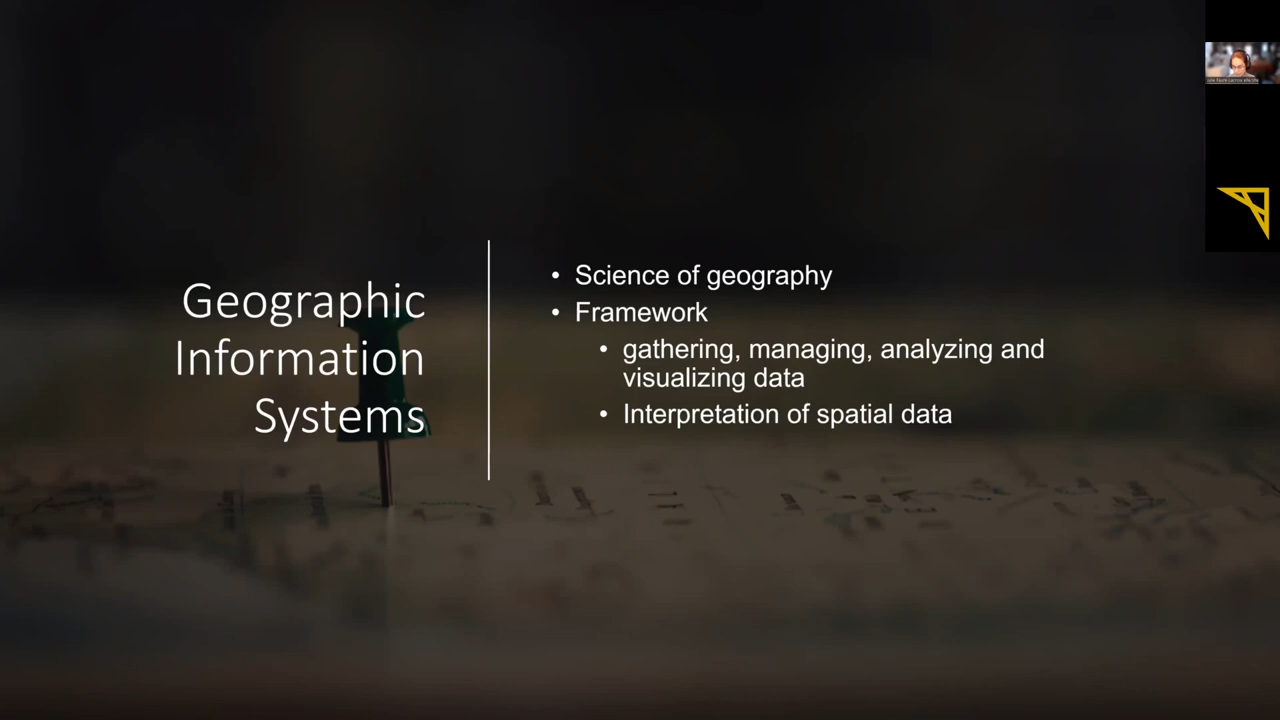 Geographic
Information
Systems
• Science of geography
• Framework
• gathering, managing, analyzing and
visualizing data
• Interpretation of spatial data